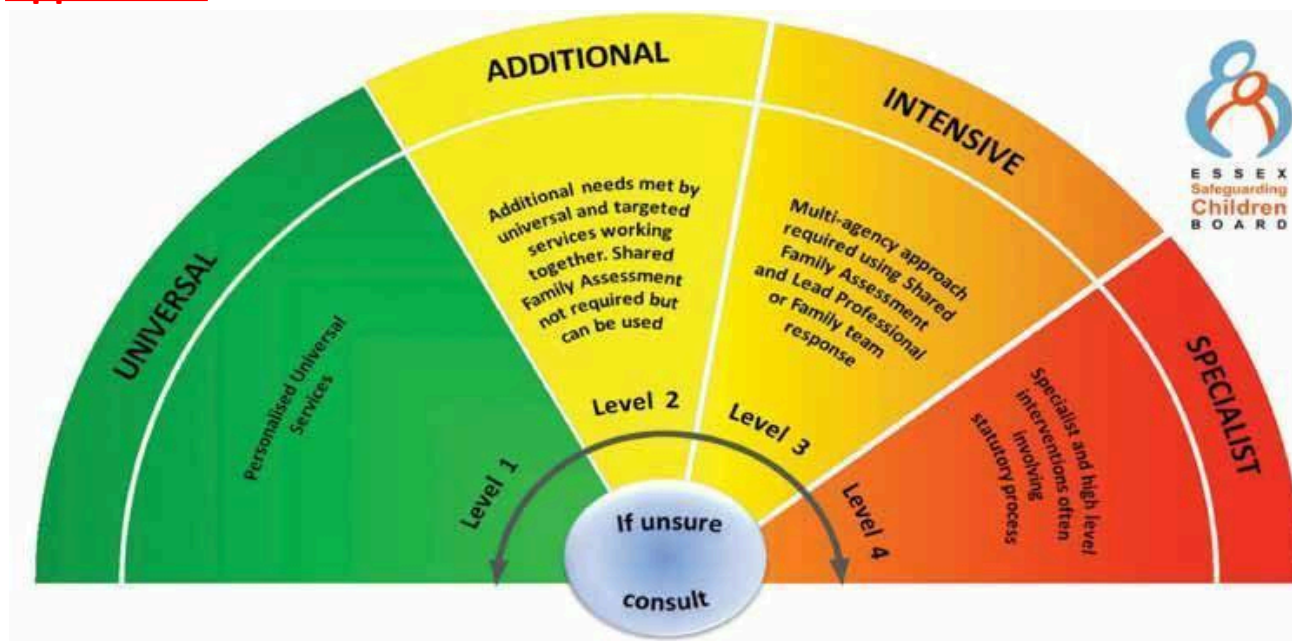 UNIVERSAL
Personalised Universal
Services
Level 1
ADDITIONAL
Additional needs met by
universal and targeted
services working
together. Shared
Family Assessment
not required but
can be used
Level 2
INTENSIVE
Multi-agency approach
required using Shared
Family Assessment
and Lead Professional
or Family team
response
Level 3
SPECIALIST
Specialist and high level
interventions often
involving
statutory process
Level 4
If unsure
consult
ESSEX
Safeguarding
Children
BOARD